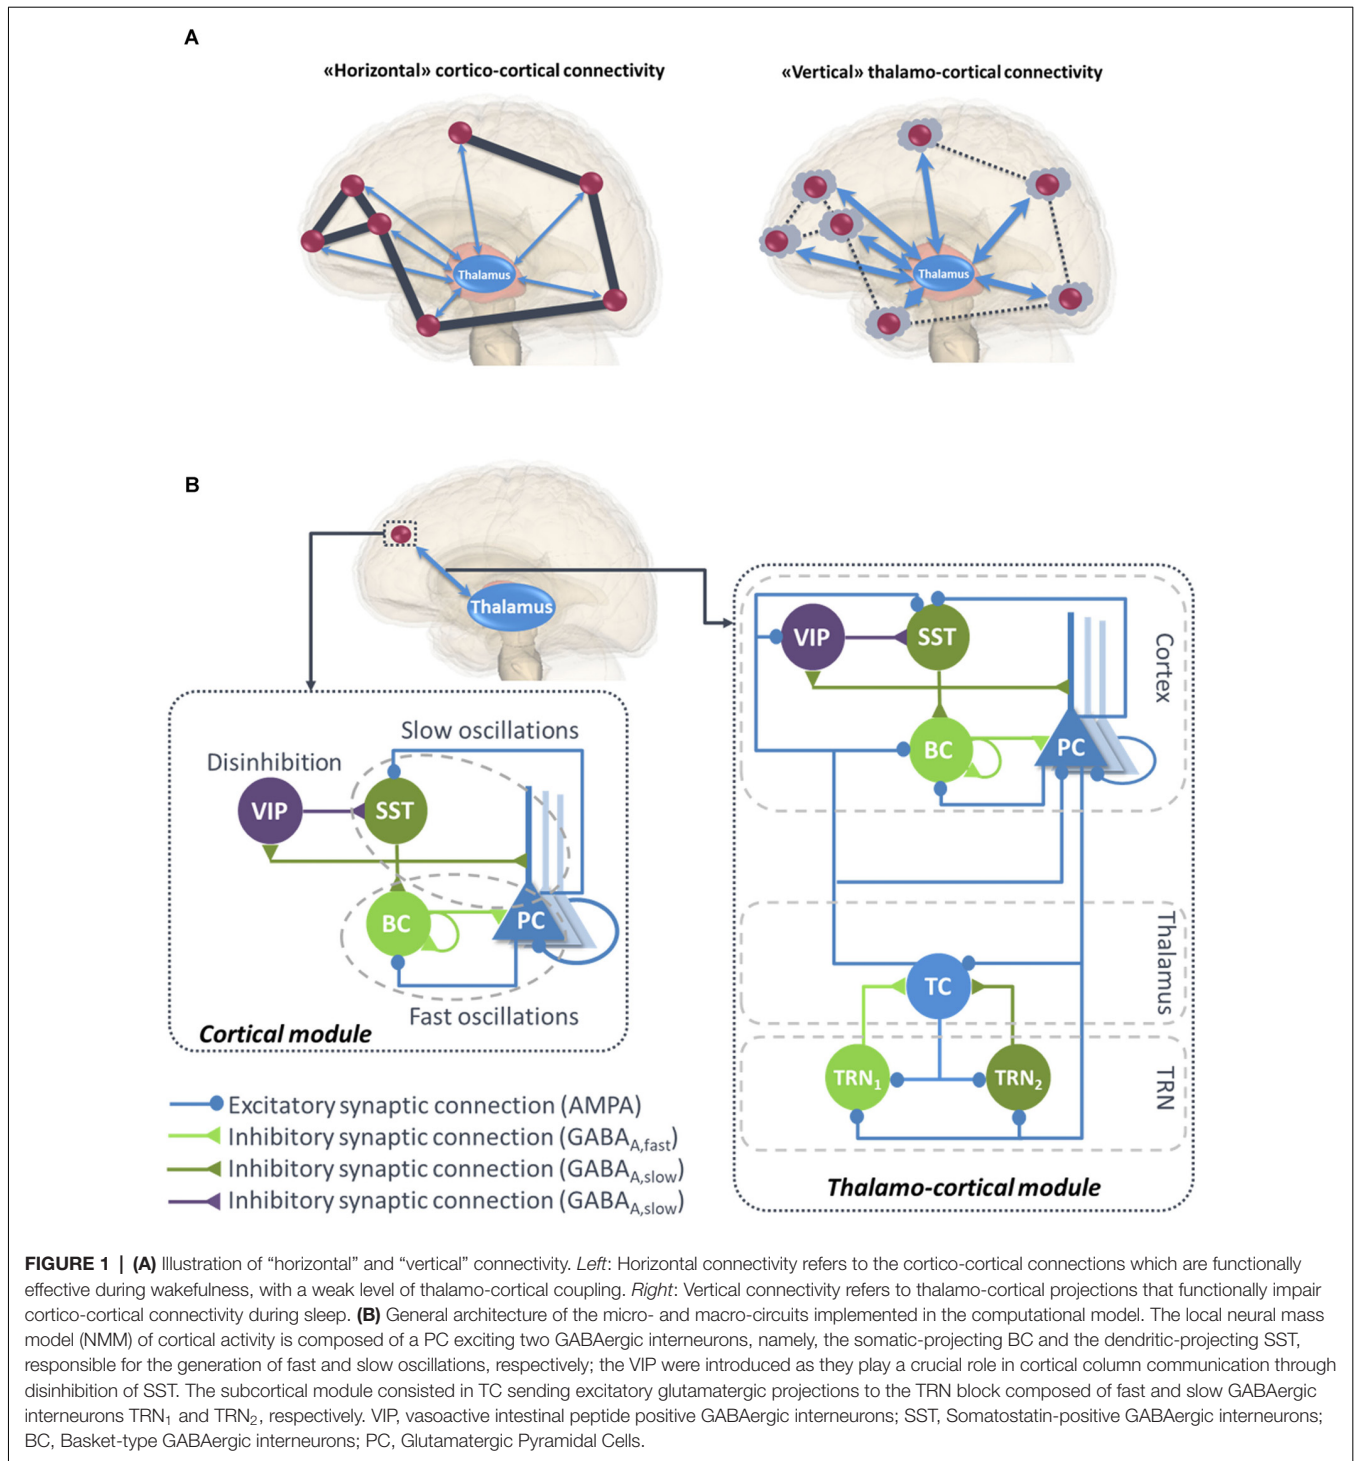 A
«Horizontal» cortico-cortical connectivity
«Vertical» thalamo-cortical connectivity
Thalamus
Thalamus
B
Thalamus
Slow oscillations
Disinhibition
VIP
SST
BC
PC
Fast oscillations
Cortical module
VIP
SST
BC
PC
Cortex
Thalamus
TC
TRN1
TRN2
TRN
Thalamo-cortical module
Excitatory synaptic connection (AMPA)
Inhibitory synaptic connection (GABAA,fast)
Inhibitory synaptic connection (GABAA,slow)
Inhibitory synaptic connection (GABAA,slow)
FIGURE 1 | (A) Illustration of “horizontal” and “vertical” connectivity. Left: Horizontal connectivity refers to the cortico-cortical connections which are functionally
effective during wakefulness, with a weak level of thalamo-cortical coupling. Right: Vertical connectivity refers to thalamo-cortical projections that functionally impair
cortico-cortical connectivity during sleep. (B) General architecture of the micro- and macro-circuits implemented in the computational model. The local neural mass
model (NMM) of cortical activity is composed of a PC exciting two GABAergic interneurons, namely, the somatic-projecting BC and the dendritic-projecting SST,
responsible for the generation of fast and slow oscillations, respectively; the VIP were introduced as they play a crucial role in cortical column communication through
disinhibition of SST. The subcortical module consisted in TC sending excitatory glutamatergic projections to the TRN block composed of fast and slow GABAergic
interneurons TRN1 and TRN2, respectively. VIP, vasoactive intestinal peptide positive GABAergic interneurons; SST, Somatostatin-positive GABAergic interneurons;
BC, Basket-type GABAergic interneurons; PC, Glutamatergic Pyramidal Cells.